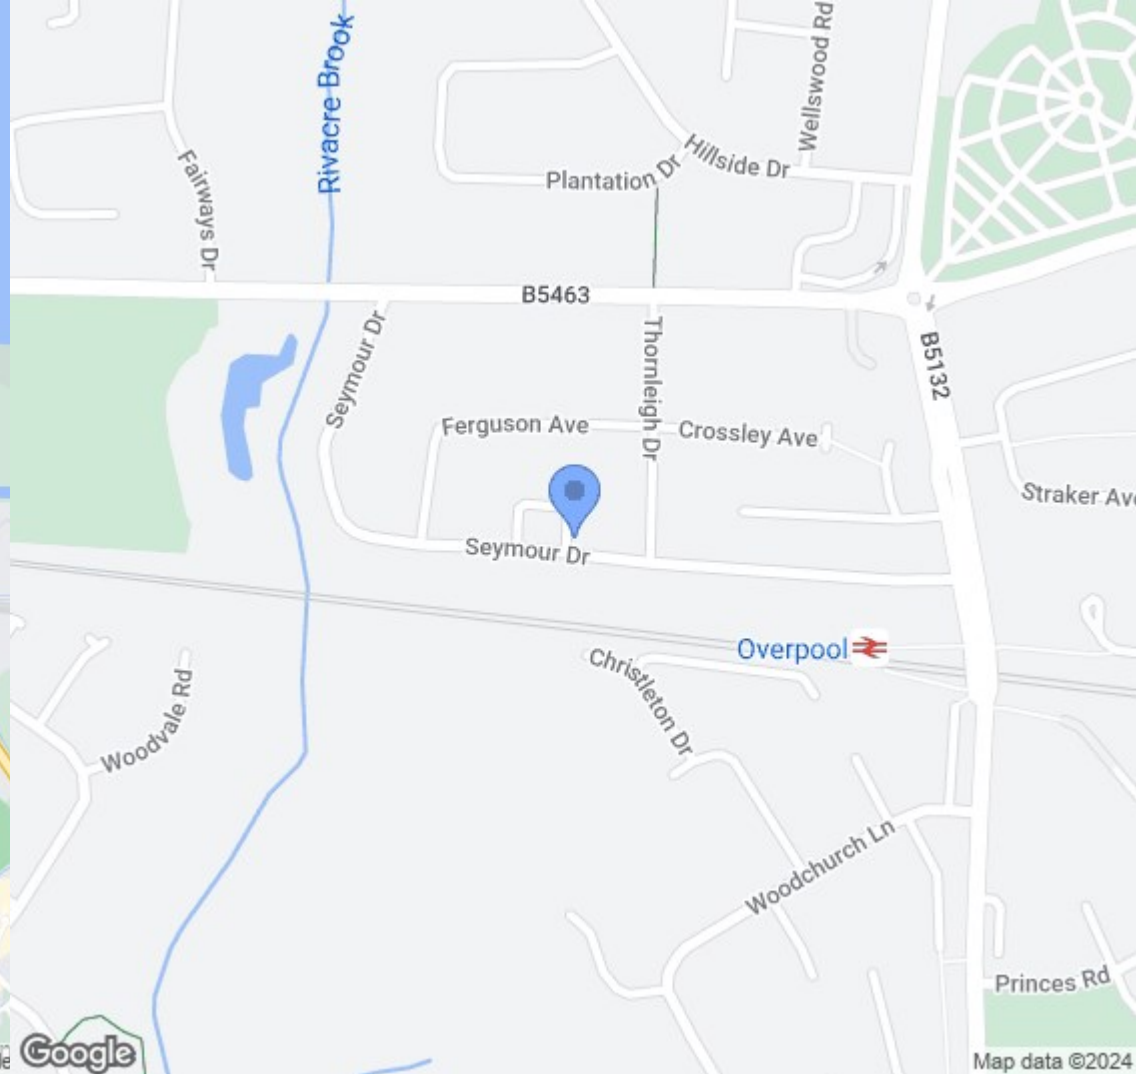 Rivacre Brook
Wellswood Rd
Hillside Dr
Plantation Dr
Fairways Dr
B5463
Seymour Dr
Thornleigh Dr
B5132
Ferguson Ave
Crossley Ave
Straker Ave
Seymour Dr
Overpool
Christleton Dr
Woodvale Rd
Woodchurch Ln
Princes Rd
Google
Map data ©2024